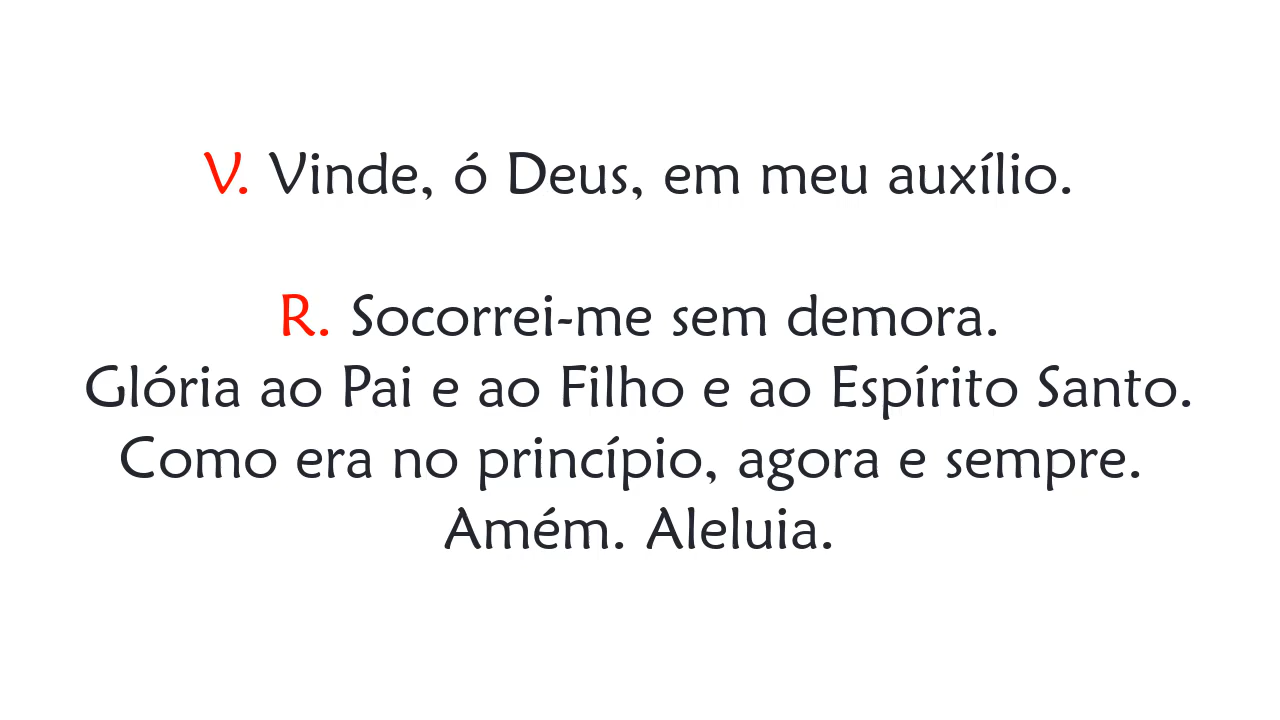 V. Vinde, ó Deus, em meu auxílio.
R. Socorrei-me sem demora.
Glória ao Pai e ao Filho e ao Espírito Santo.
Como era no princípio, agora e sempre.
Amém. Aleluia.